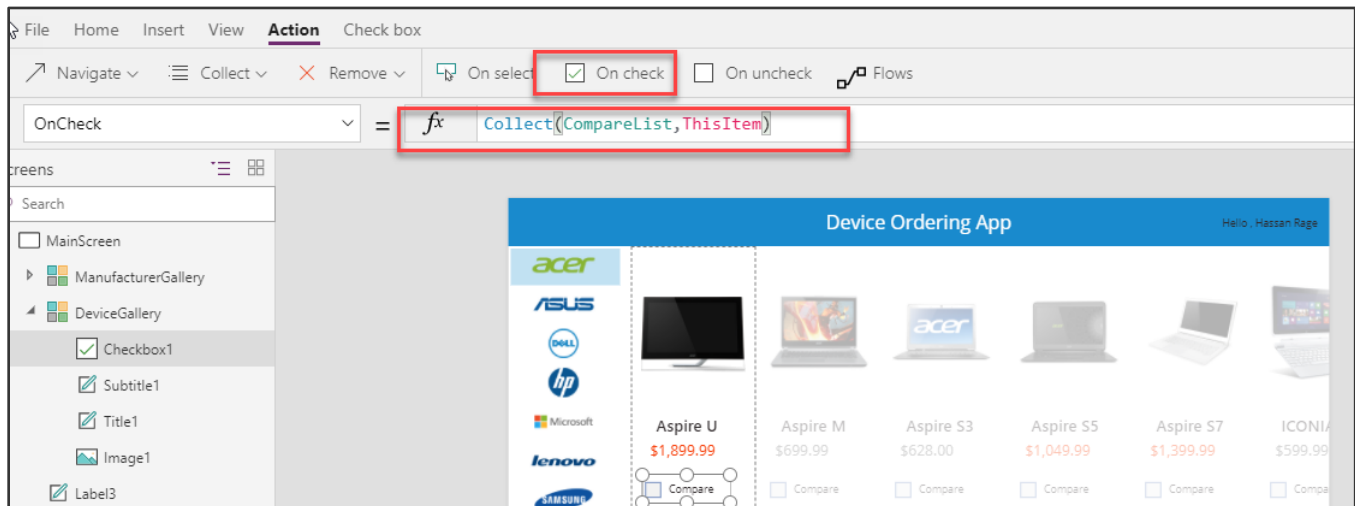 File Home Insert View Action Check box
Navigate Collect Remove On select On check On uncheck Flows
OnCheck = fx Collect(CompareList,ThisItem)
creens
Search
MainScreen
ManufacturerGallery
DeviceGallery
Checkbox1
Subtitle1
Title1
Image1
Label3
Device Ordering App
Hello , Hassan Rage
acer
ASUS
DELL
hp
Microsoft
lenovo
SAMSUNG
acer
Aspire U Aspire M Aspire S3 Aspire S5 Aspire S7 ICONIA
$1,899.99 $699.99 $628.00 $1,049.99 $1,399.99 $599.99
Compare Compare Compare Compare Compare Compa